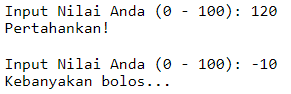 Input Nilai Anda (0 - 100): 120
Pertahankan!
Input Nilai Anda (0 - 100): -10
Kebanyakan bolos...